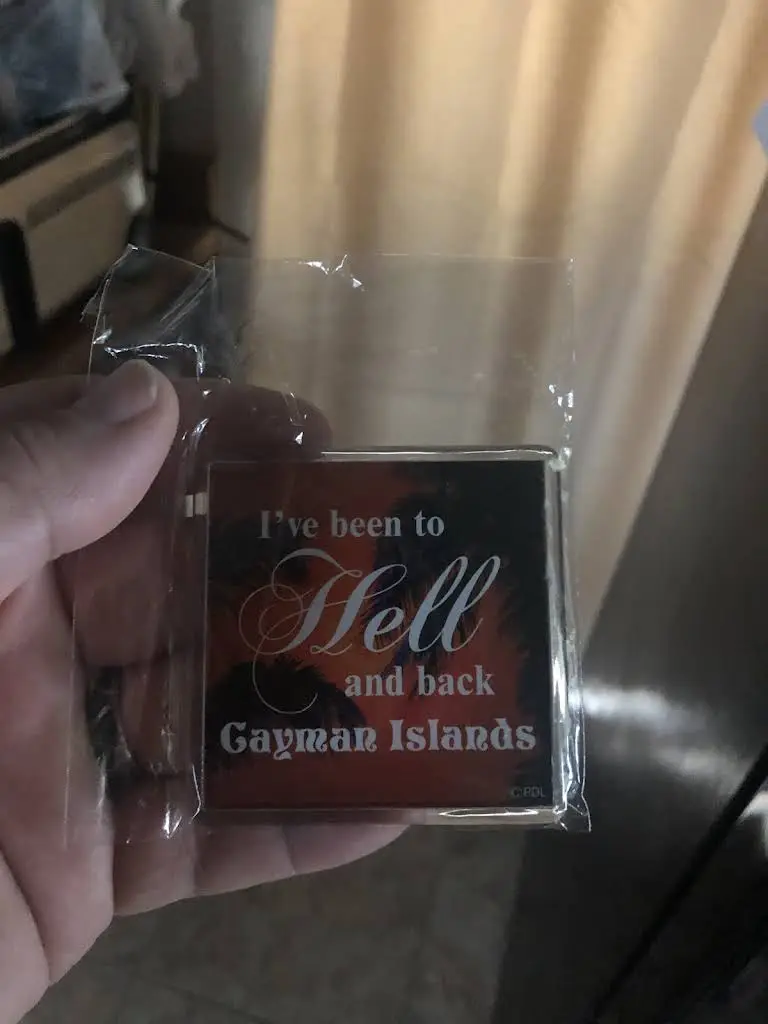 I've been to
Hell
and back
Cayman Islands
© PDL